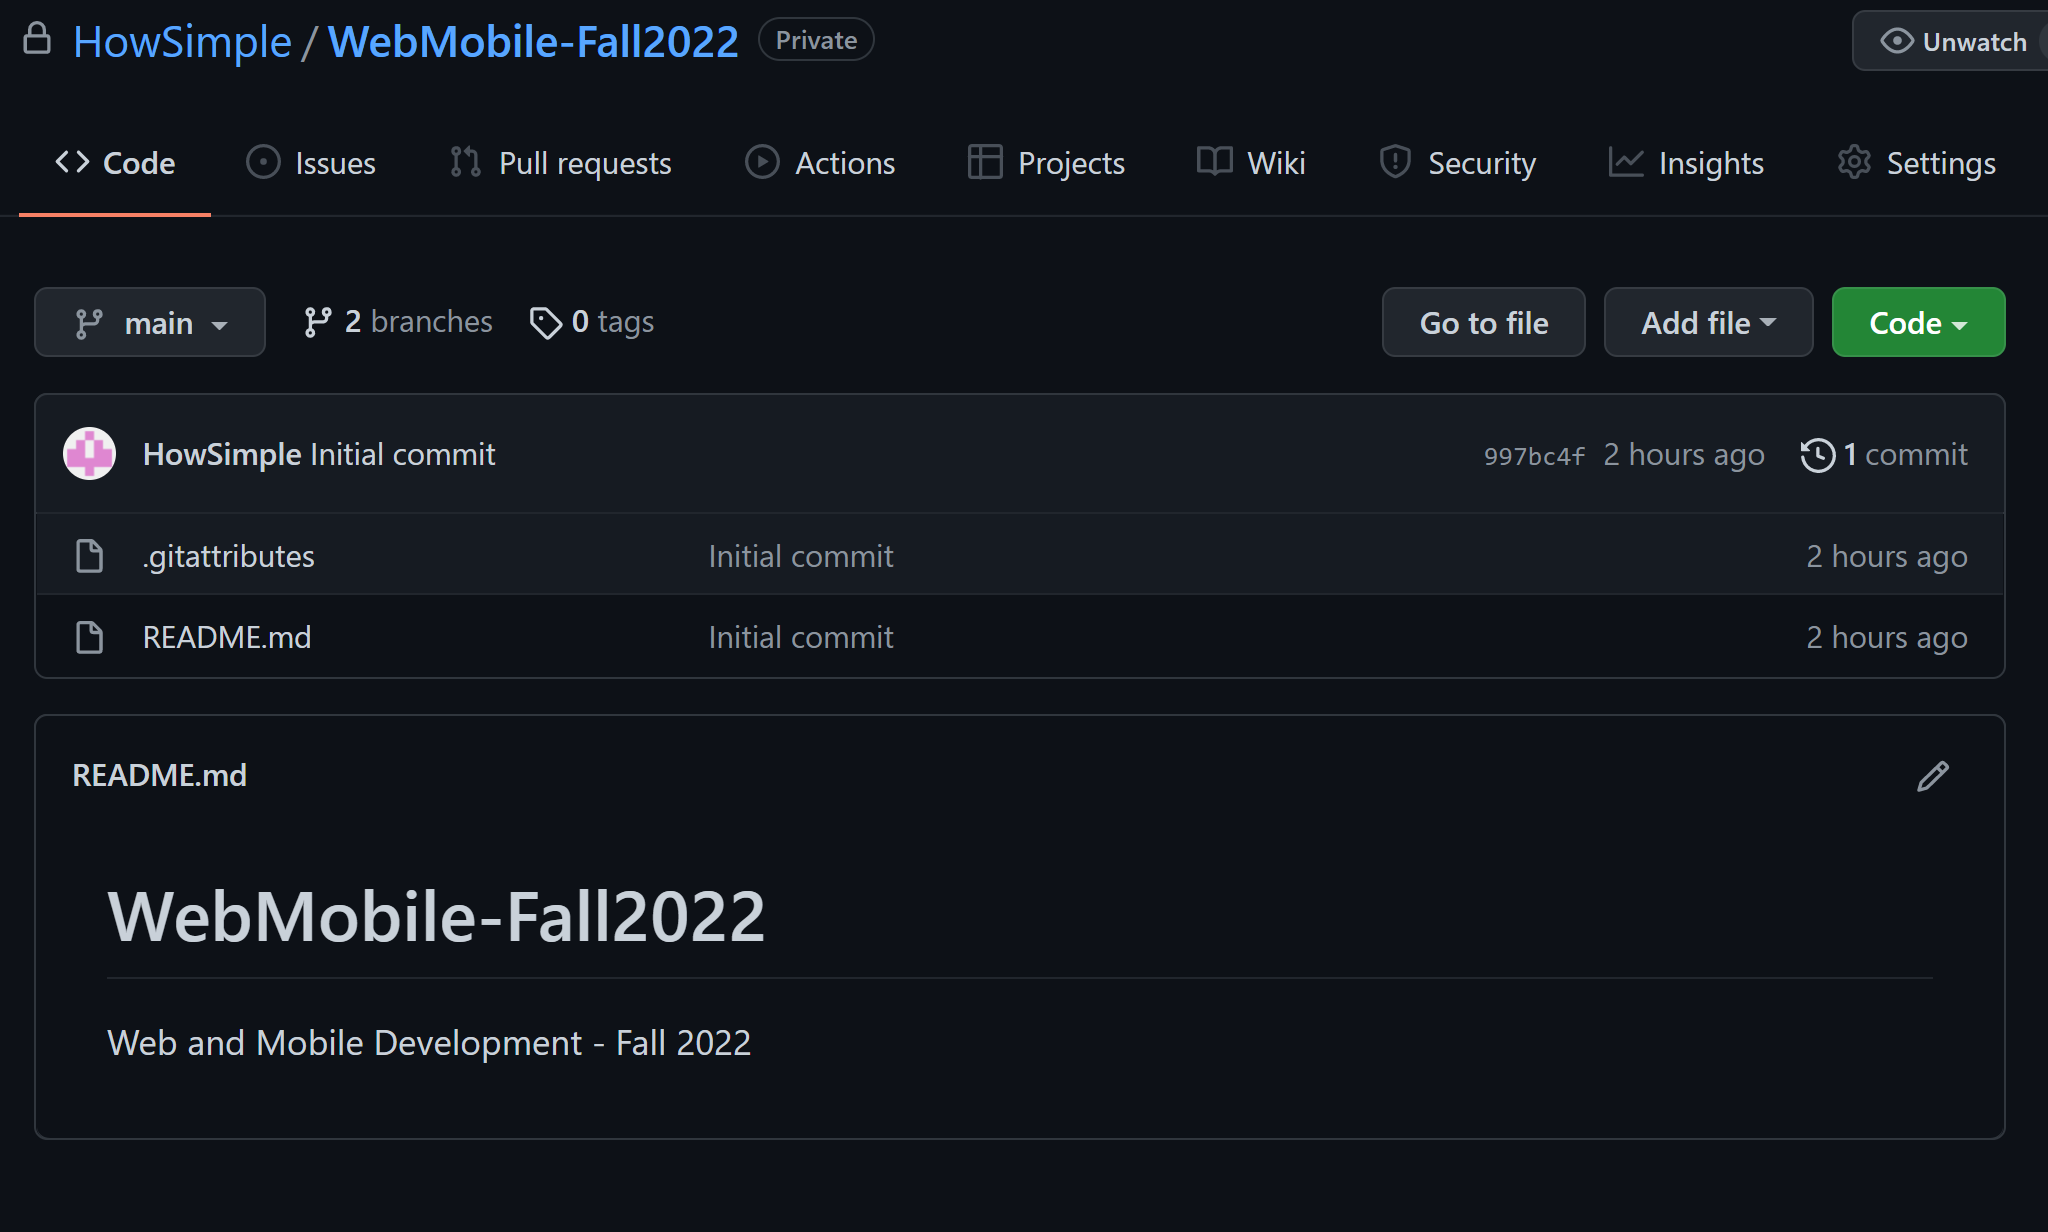 HowSimple / WebMobile-Fall2022 Private Unwatch
Code Issues Pull requests Actions Projects Wiki Security Insights Settings
main 2 branches 0 tags Go to file Add file Code
HowSimple Initial commit 997bc4f 2 hours ago 1 commit
.gitattributes Initial commit 2 hours ago
README.md Initial commit 2 hours ago
README.md
WebMobile-Fall2022
Web and Mobile Development - Fall 2022